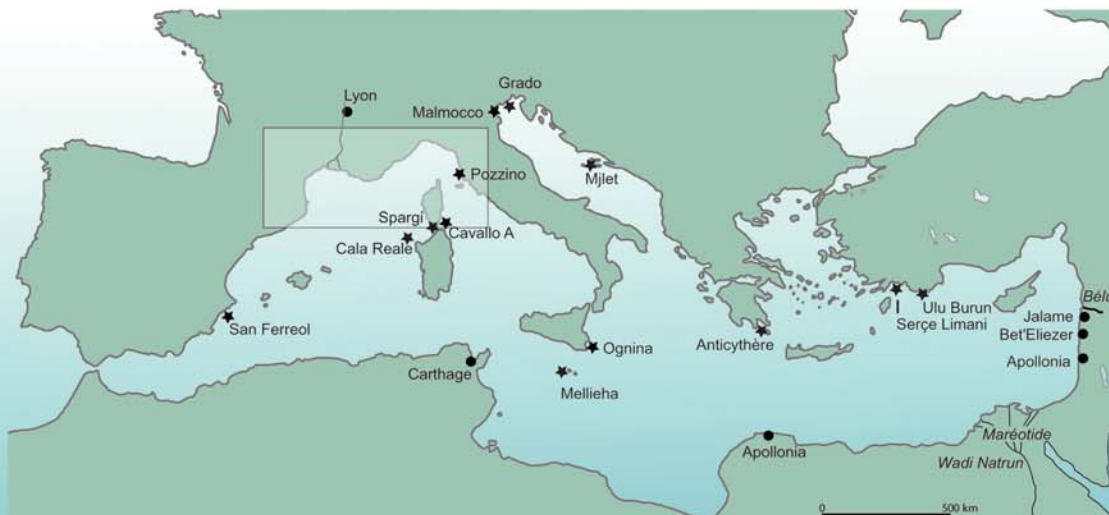 Grado
Lyon
Malmocco
Mjlet
Pozzino
Spargi
Cavallo A
Cala Reale
San Ferreol
Ognina
Carthage
Mellieha
Anticythère
Ulu Burun
Serçe Limani
Bélu
Jalame
Bet'Eliezer
Apollonia
Apollonia
Maréotide
Wadi Natrun
0 500 km